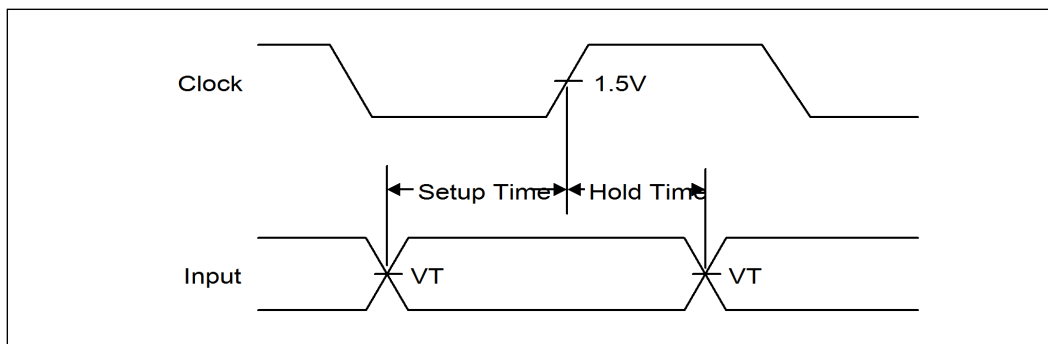 Clock
1.5V
Setup Time
Hold Time
Input
VT
VT